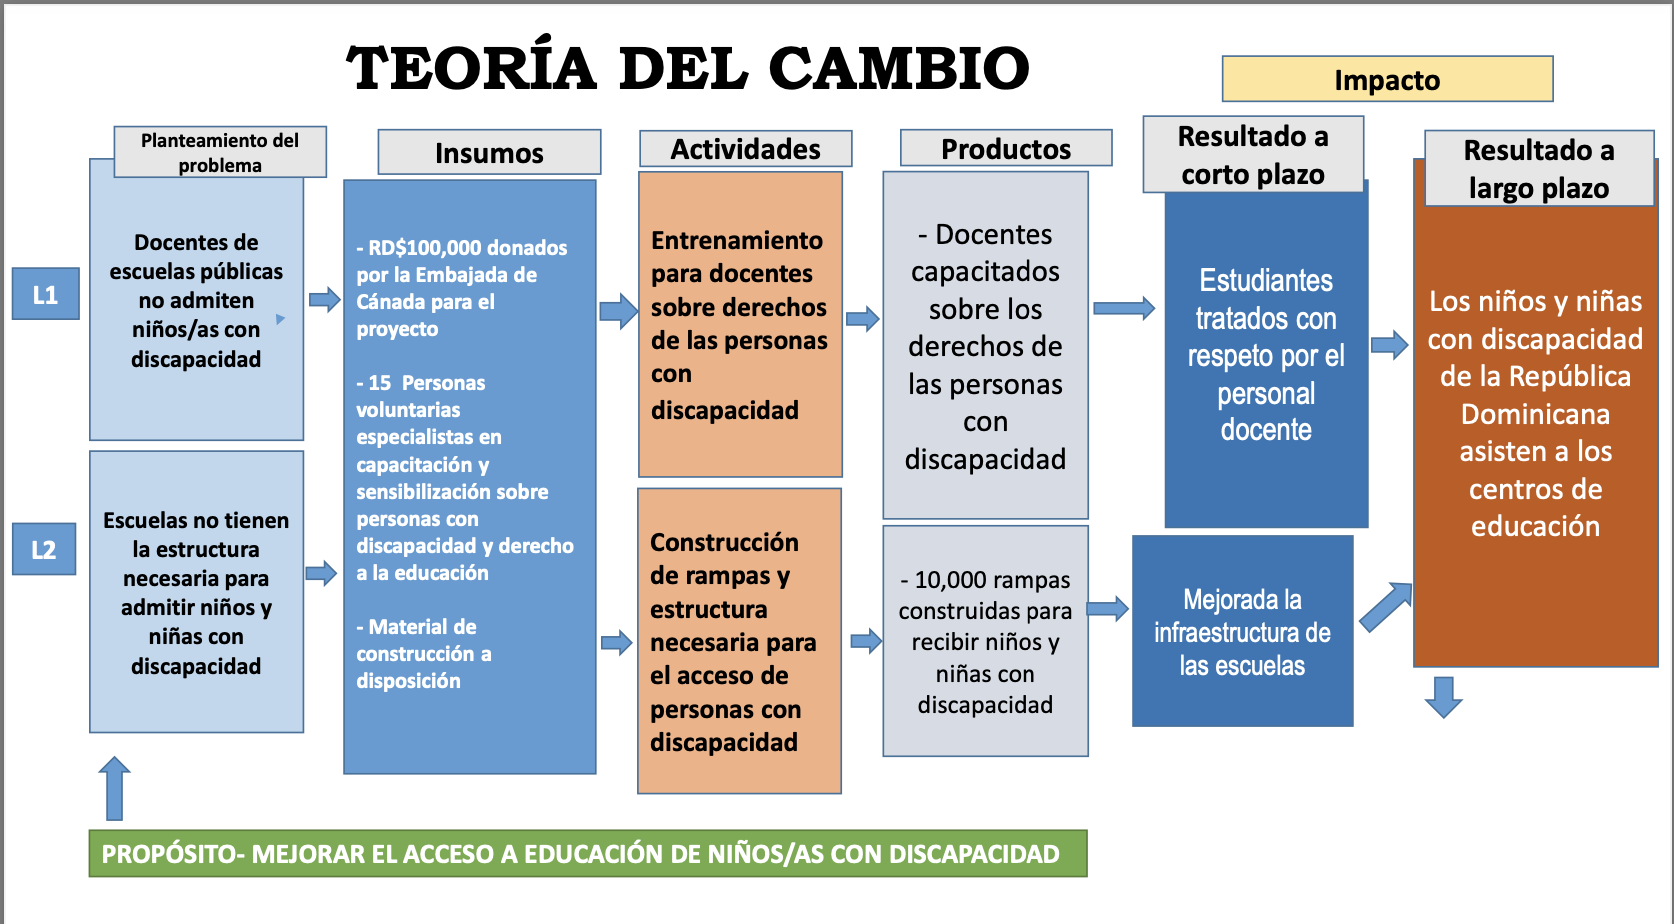 TEORÍA DEL CAMBIO
Impacto
Planteamiento del
problema
Insumos
Actividades
Productos
Resultado a
corto plazo
Resultado a
largo plazo
L1
Docentes de
escuelas públicas
no admiten
niños/as con
discapacidad
L2
Escuelas no tienen
la estructura
necesaria para
admitir niños y
niñas con
discapacidad
- RD$100,000 donados
por la Embajada de
Cánada para el
proyecto
- 15 Personas
voluntarias
especialistas en
capacitación y
sensibilización sobre
personas con
discapacidad y derecho
a la educación
- Material de
construcción a
disposición
Entrenamiento
para docentes
sobre derechos
de las personas
con
discapacidad
Construcción
de rampas y
estructura
necesaria para
el acceso de
personas con
discapacidad
- Docentes
capacitados
sobre los
derechos de
las personas
con
discapacidad
- 10,000 rampas
construidas para
recibir niños y
niñas con
discapacidad
Estudiantes
tratados con
respeto por el
personal
docente
Mejorada la
infraestructura de
las escuelas
Los niños y niñas
con discapacidad
de la República
Dominicana
asisten a los
centros de
educación
PROPÓSITO- MEJORAR EL ACCESO A EDUCACIÓN DE NIÑOS/AS CON DISCAPACIDAD